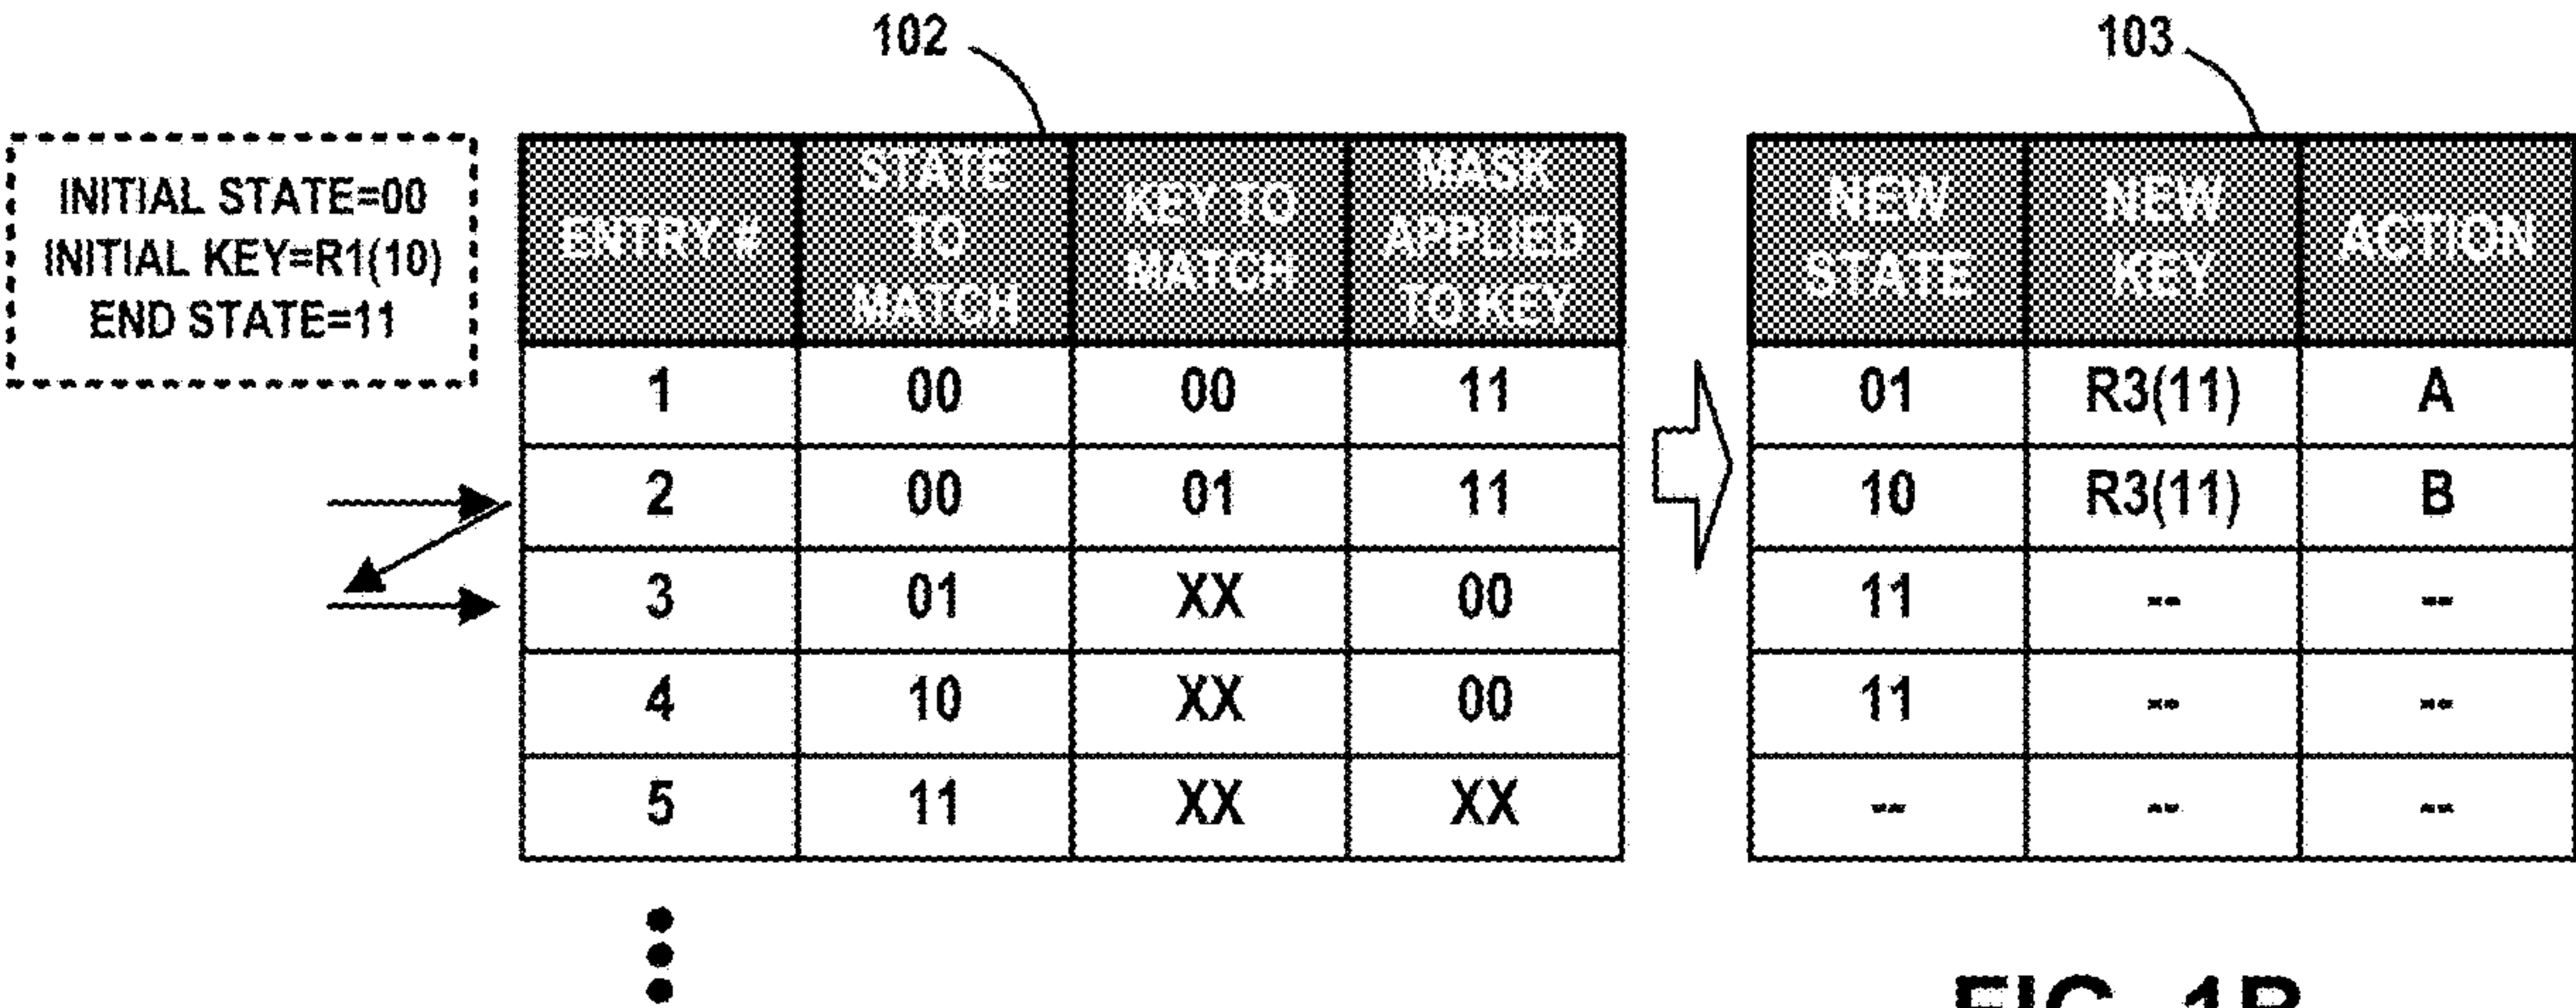 102
103
INITIAL STATE=00
INITIAL KEY=R1(10)
END STATE=11
ENTRY # STATE TO MATCH KEY TO MATCH MASK APPLIED TO KEY NEW STATE NEW KEY ACTION
1 00 00 11 01 R3(11) A
2 00 01 11 10 R3(11) B
3 01 XX 00 11 -- --
4 10 XX 00 11 -- --
5 11 XX XX -- -- --
FIG. 1B